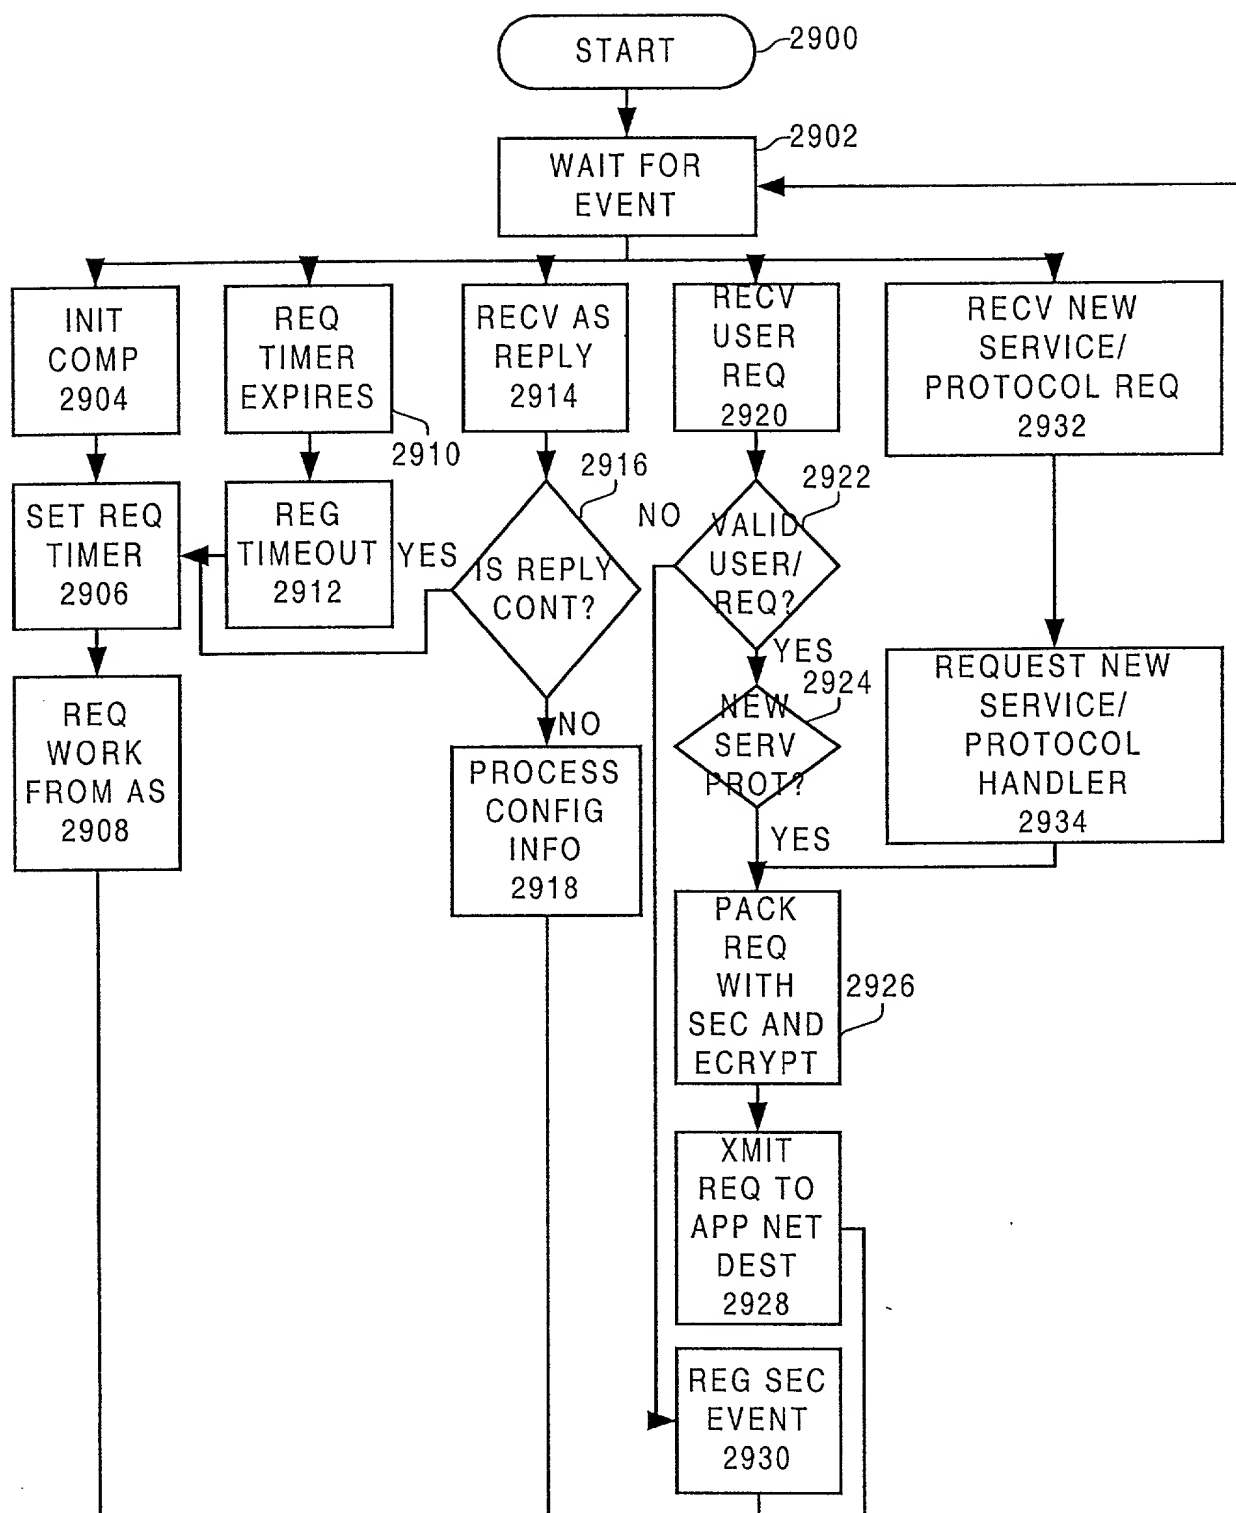 START
2900
WAIT FOR
EVENT
2902
INIT
COMP
2904
REQ
TIMER
EXPIRES
2910
RECV AS
REPLY
2914
RECV
USER
REQ
2920
RECV NEW
SERVICE/
PROTOCOL REQ
2932
SET REQ
TIMER
2906
REG
TIMEOUT
2912
YES
2916
IS REPLY
CONT?
NO
NO
2922
VALID
USER/
REQ?
YES
2924
NEW
SERV
PROT?
YES
REQUEST NEW
SERVICE/
PROTOCOL
HANDLER
2934
REQ
WORK
FROM AS
2908
PROCESS
CONFIG
INFO
2918
PACK
REQ
WITH
SEC AND
ECRYPT
2926
XMIT
REQ TO
APP NET
DEST
2928
REG SEC
EVENT
2930